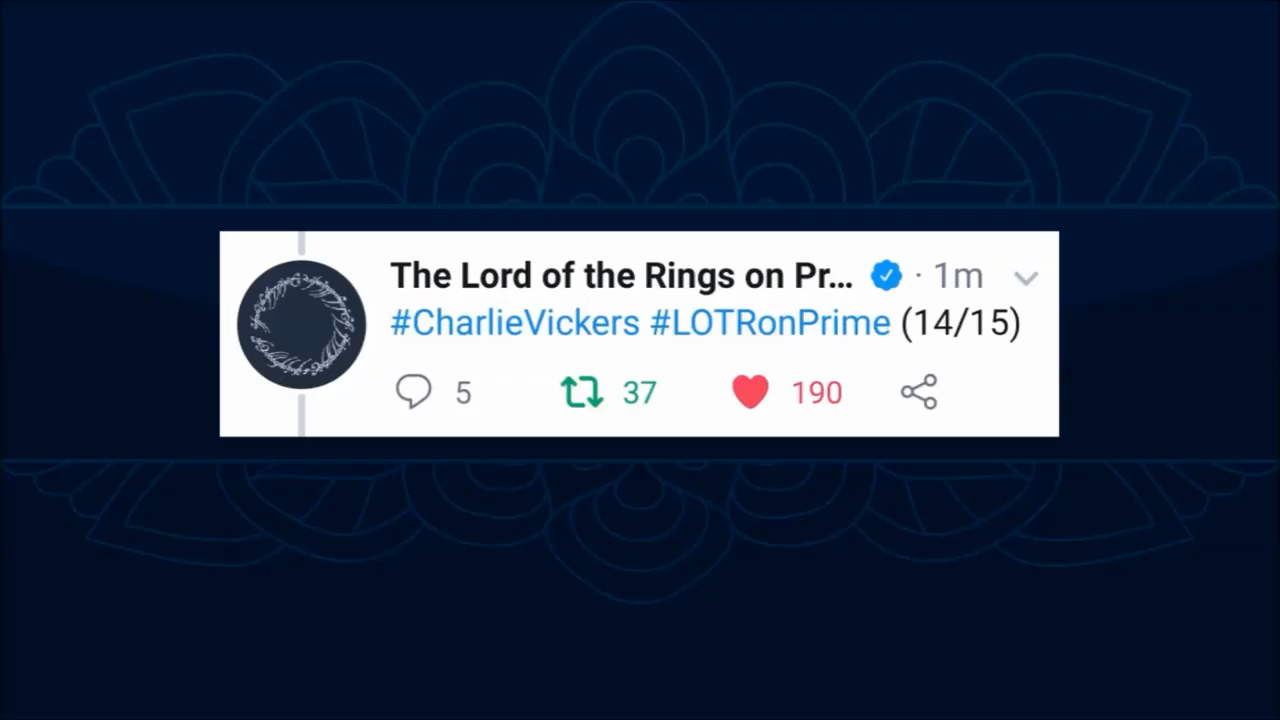 The Lord of the Rings on Pr... · 1m
#CharlieVickers #LOTRonPrime (14/15)
5 37 190